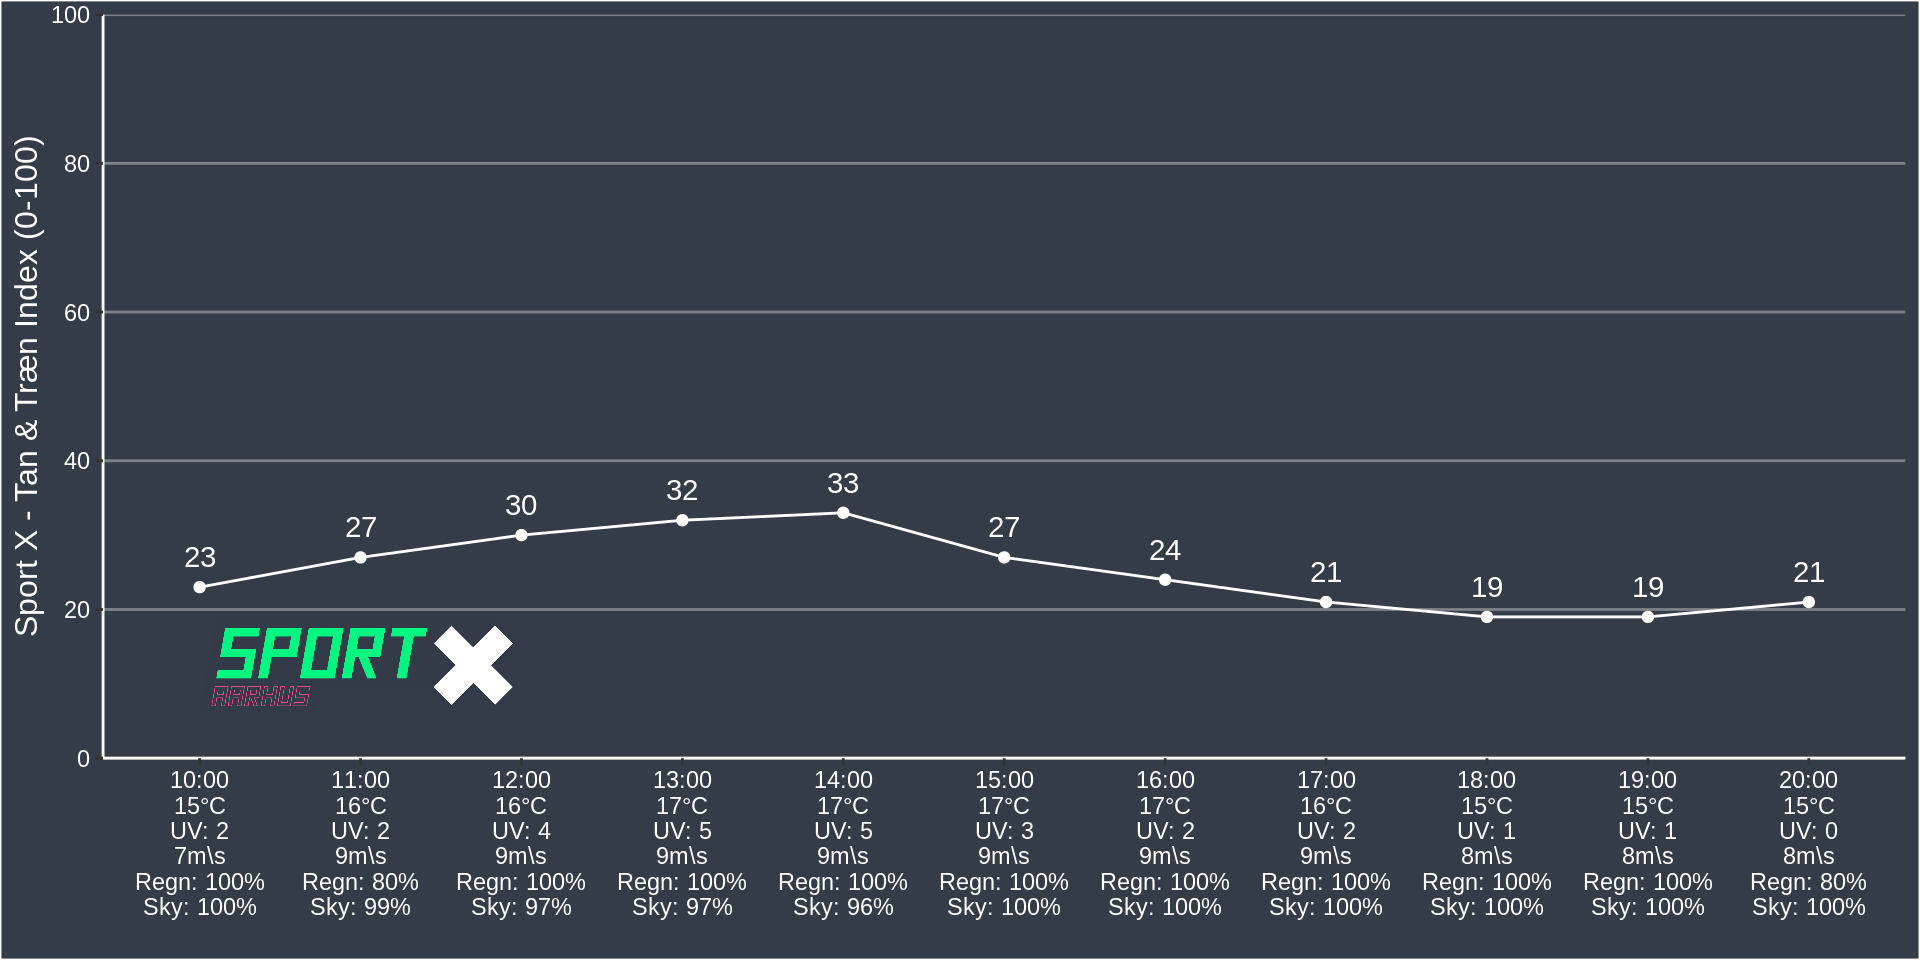 Sport X - Tan & Træn Index (0-100)
100
80
60
40
20
0
23
27
30
32
33
27
24
21
19
19
21
SPORT X
AARHUS
10:00 11:00 12:00 13:00 14:00 15:00 16:00 17:00 18:00 19:00 20:00
15°C 16°C 16°C 17°C 17°C 17°C 17°C 16°C 15°C 15°C 15°C
UV: 2 UV: 2 UV: 4 UV: 5 UV: 5 UV: 3 UV: 2 UV: 2 UV: 1 UV: 1 UV: 0
7m\s 9m\s 9m\s 9m\s 9m\s 9m\s 9m\s 9m\s 8m\s 8m\s 8m\s
Regn: 100% Regn: 80% Regn: 100% Regn: 100% Regn: 100% Regn: 100% Regn: 100% Regn: 100% Regn: 100% Regn: 100% Regn: 80%
Sky: 100% Sky: 99% Sky: 97% Sky: 97% Sky: 96% Sky: 100% Sky: 100% Sky: 100% Sky: 100% Sky: 100% Sky: 100%